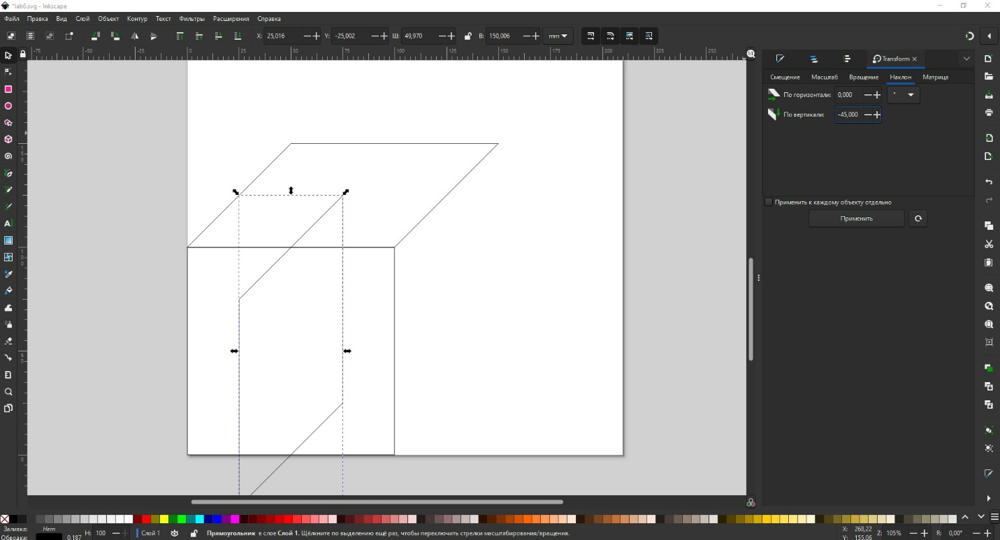 *lab6.svg - Inkscape
Файл Правка Вид Слой Объект Контур Текст Фильтры Расширения Справка
X: 25,016 Y: -25,002 Ш: 49,970 В: 150,006 mm
-75 -50 -25 0 25 50 75 100 125 150 175 200 225 250
Transform
Смещение Масштаб Вращение Наклон Матрица
По горизонтали: 0,000 °
По вертикали: -45,000
150
100
50
0
Применить к каждому объекту отдельно
Применить
Заливка: Нет
Обводка: 0,187 Н: 100 Слой 1 Прямоугольник в слое Слой 1. Щёлкните по выделению ещё раз, чтобы переключить стрелки масштабирования/вращения.
X: 268,22
Y: 155,06 Z: 105% R: 0,00°